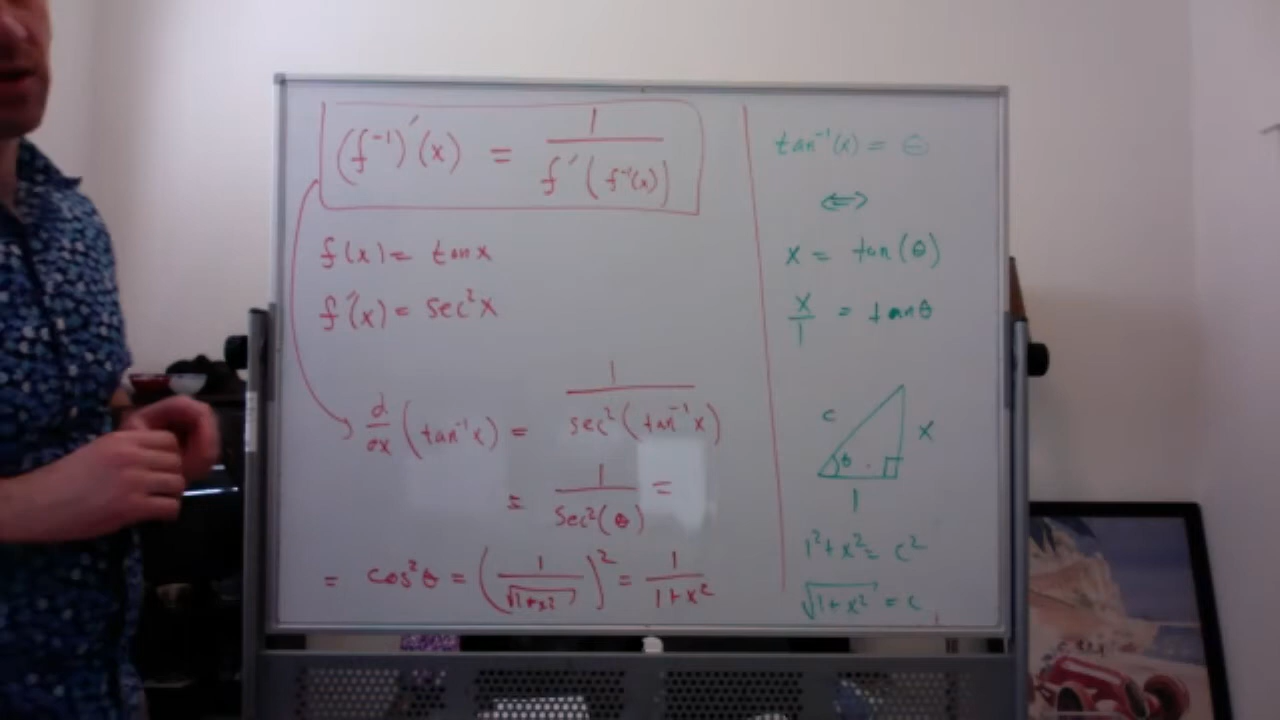 (f⁻¹)′(x) = 1 / f′(f⁻¹(x))
f(x) = tan x
f′(x) = sec²x
d/dx (tan⁻¹x) = 1 / sec²(tan⁻¹x)
= 1 / sec²(θ) =
= cos²θ = (1 / √(1+x²))² = 1 / (1+x²)
tan⁻¹(x) = θ
⇔
x = tan(θ)
x/1 = tanθ
c
x
θ
1
1² + x² = c²
√(1+x²) = c